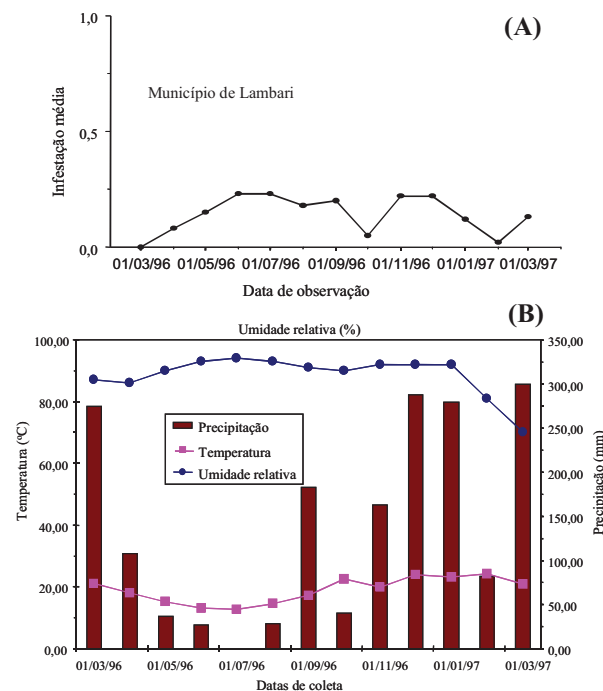 (A)
1,0
Município de Lambari
Infestação média
0,5
0,0
01/03/96 01/05/96 01/07/96 01/09/96 01/11/96 01/01/97 01/03/97
Data de observação
(B)
Umidade relativa (%)
100,00 350,00
300,00
80,00
250,00
Precipitação
Temperatura
Umidade relativa
60,00
200,00
Temperatura (ºC)
Precipitação (mm)
150,00
40,00
100,00
20,00
50,00
0,00 0,00
01/03/96 01/05/96 01/07/96 01/09/96 01/11/96 01/01/97 01/03/97
Datas de coleta